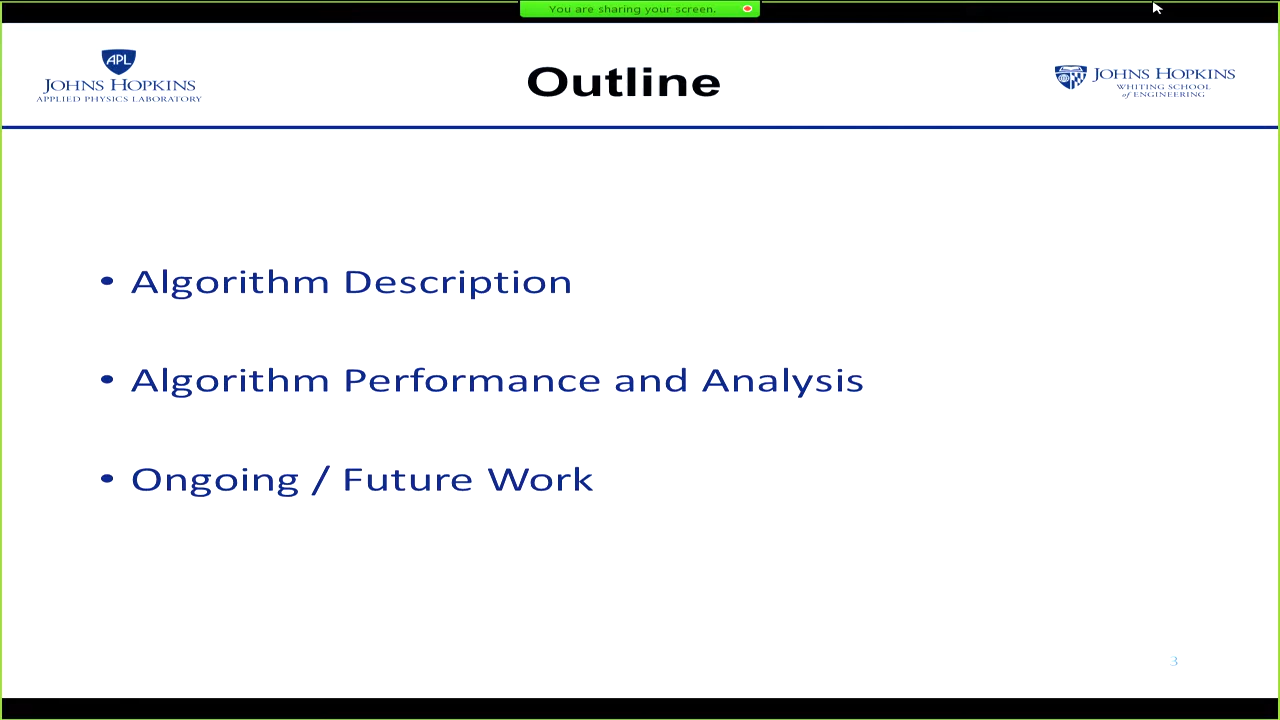 You are sharing your screen.
APL
JOHNS HOPKINS
APPLIED PHYSICS LABORATORY
Outline
JOHNS HOPKINS
WHITING SCHOOL
of ENGINEERING
• Algorithm Description
• Algorithm Performance and Analysis
• Ongoing / Future Work
3